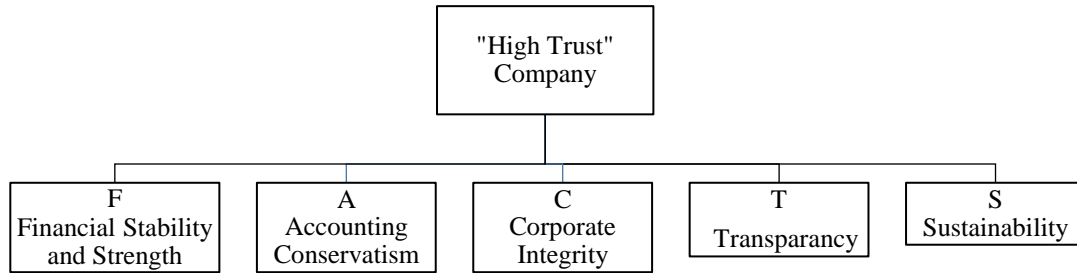 "High Trust"
Company
F
Financial Stability
and Strength
A
Accounting
Conservatism
C
Corporate
Integrity
T
Transparancy
S
Sustainability